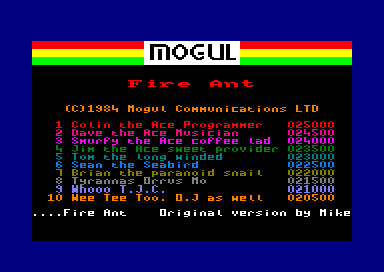 MOGUL
Fire Ant
(C)1984 Mogul Communications LTD
1 Colin the Ace Programmer 025000
2 Dave the Ace Musician 024500
3 Smurfy the Ace coffee lad 024000
4 Jim the Ace sweet provider 023500
5 Tom the long winded 023000
6 Sean the Seabird 022500
7 Brian the paranoid snail 022000
8 Tyrannas Orrvs Mo 021500
9 Whooo T.J.C. 021000
10 Wee Tee Too. O.J as well 020500
....Fire Ant Original version by Mike